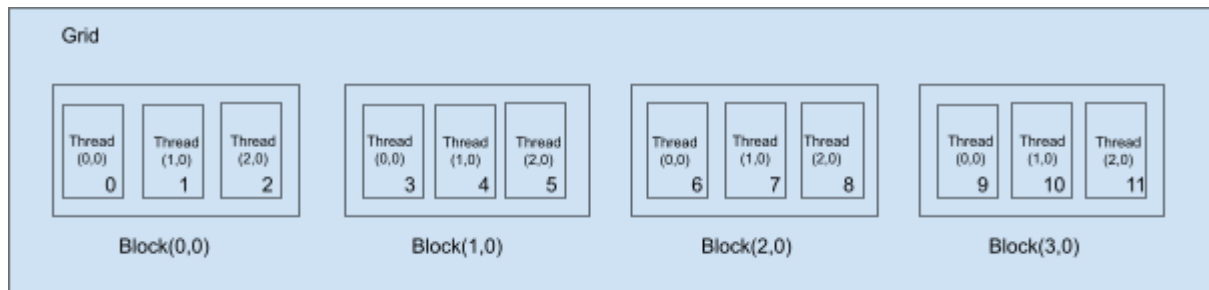 Grid
Thread Thread Thread Thread Thread Thread Thread Thread Thread Thread Thread Thread
(0,0) (1,0) (2,0) (0,0) (1,0) (2,0) (0,0) (1,0) (2,0) (0,0) (1,0) (2,0)
0 1 2 3 4 5 6 7 8 9 10 11
Block(0,0) Block(1,0) Block(2,0) Block(3,0)